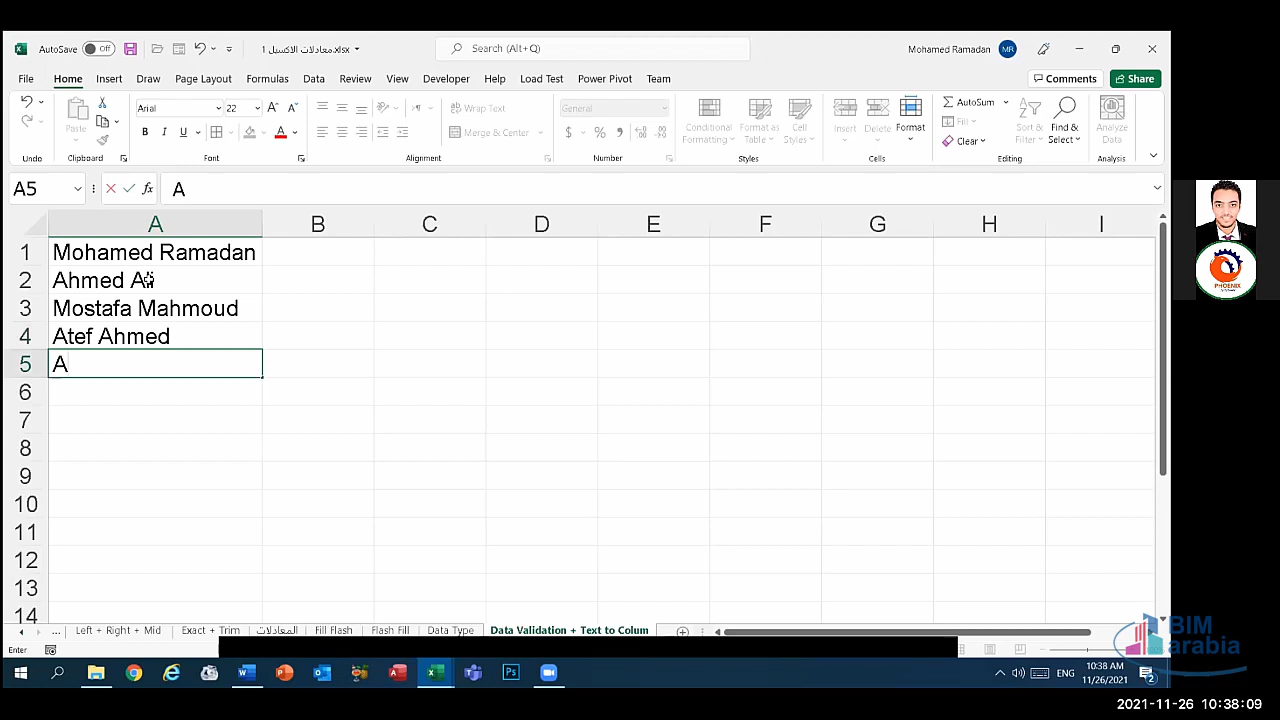 AutoSave Off
معادلات الاكسيل 1.xlsx
Search (Alt+Q)
Mohamed Ramadan MR
File Home Insert Draw Page Layout Formulas Data Review View Developer Help Load Test Power Pivot Team
Comments Share
Paste
Arial 22
B I U
Wrap Text
Merge & Center
General
$ % 9
Conditional Formatting
Format as Table
Cell Styles
Insert Delete Format
AutoSum
Fill
Clear
Sort & Filter
Find & Select
Analyze Data
Undo Clipboard Font Alignment Number Styles Cells Editing Analysis
A5 fx A
A B C D E F G H I
1 Mohamed Ramadan
2 Ahmed
3 Mostafa Mahmoud
4 Atef Ahmed
5 A
6
7
8
9
10
11
12
13
14
... Left + Right + Mid Exact + Trim المعادلات Fill Flash Flash Fill Data Type Data Validation + Text to Colum
Enter
PHOENIX
BIM
arabia
ENG
10:38 AM
11/26/2021
2
2021-11-26 10:38:09